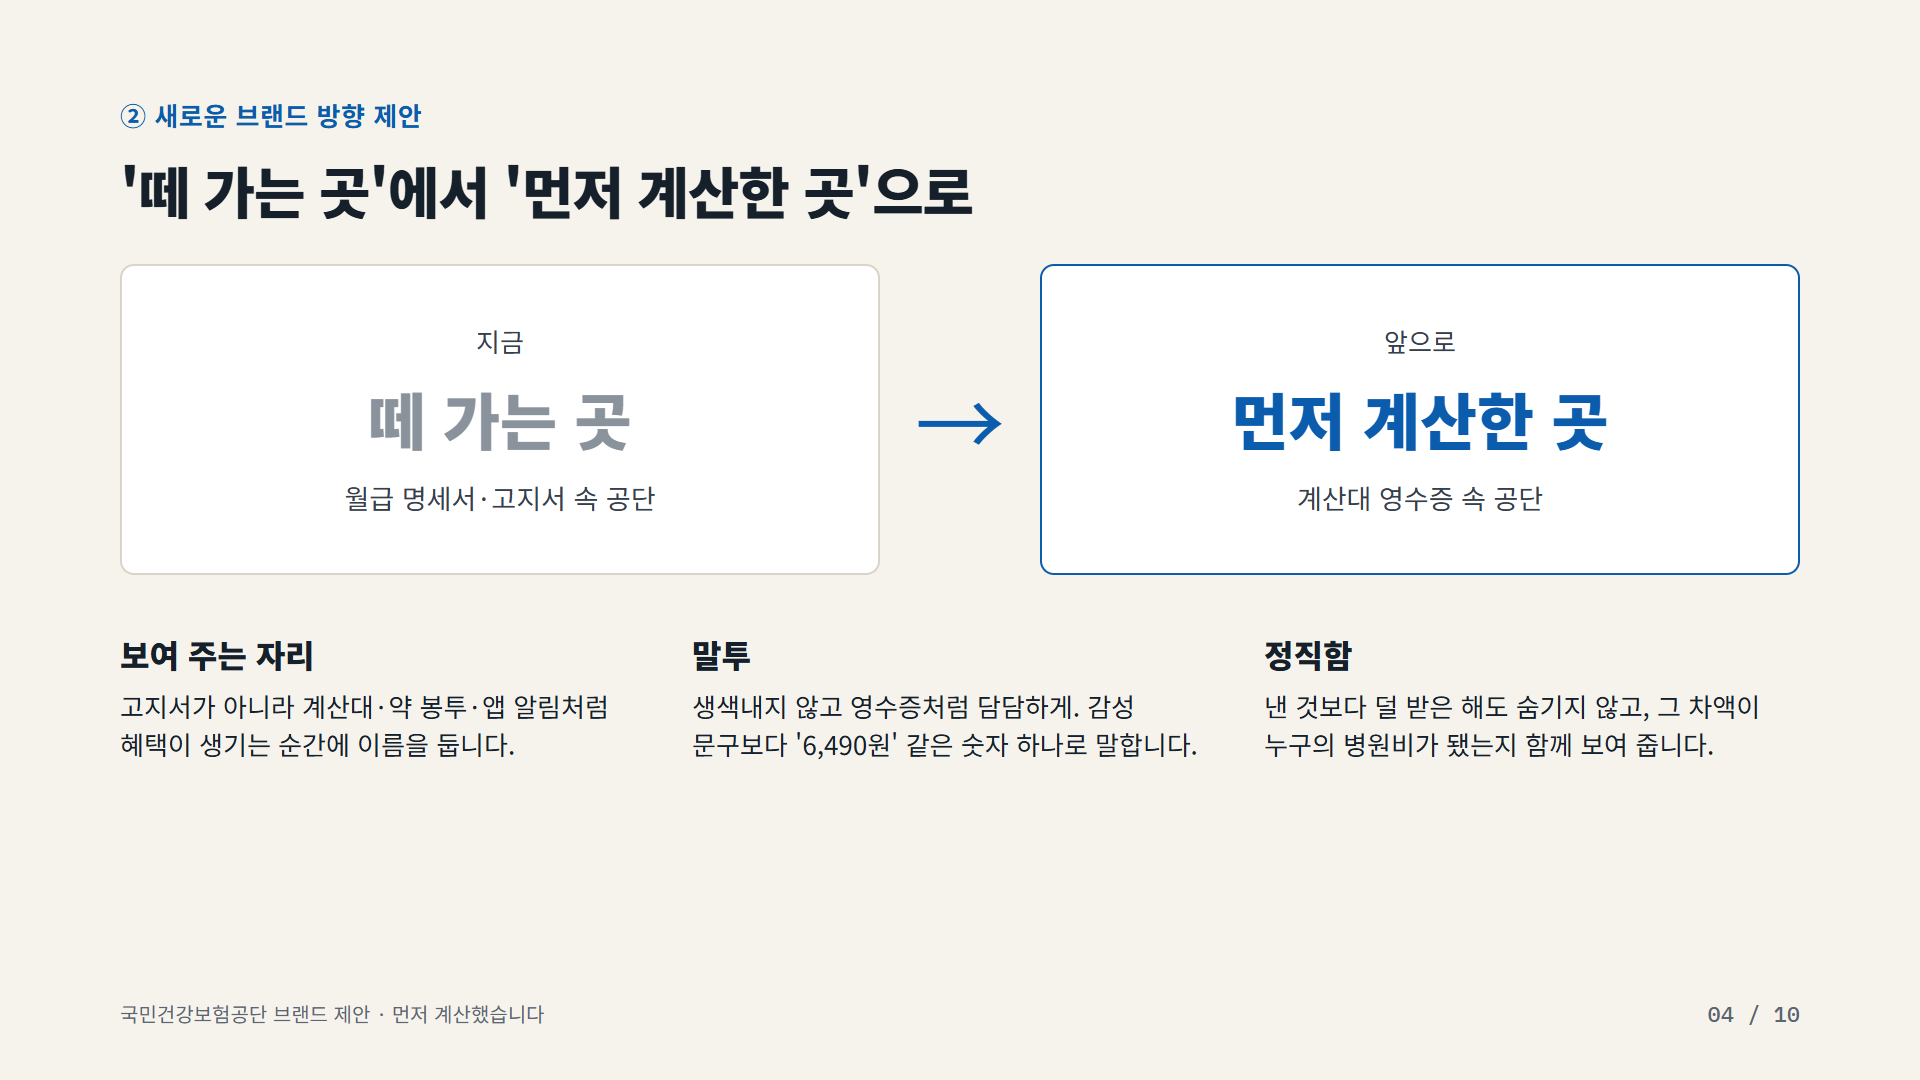 ② 새로운 브랜드 방향 제안
'떼 가는 곳'에서 '먼저 계산한 곳'으로
지금
떼 가는 곳
월급 명세서·고지서 속 공단
→
앞으로
먼저 계산한 곳
계산대 영수증 속 공단
보여 주는 자리
고지서가 아니라 계산대·약 봉투·앱 알림처럼
혜택이 생기는 순간에 이름을 둡니다.
말투
생색내지 않고 영수증처럼 담담하게. 감성
문구보다 '6,490원' 같은 숫자 하나로 말합니다.
정직함
낸 것보다 덜 받은 해도 숨기지 않고, 그 차액이
누구의 병원비가 됐는지 함께 보여 줍니다.
국민건강보험공단 브랜드 제안 · 먼저 계산했습니다
04 / 10